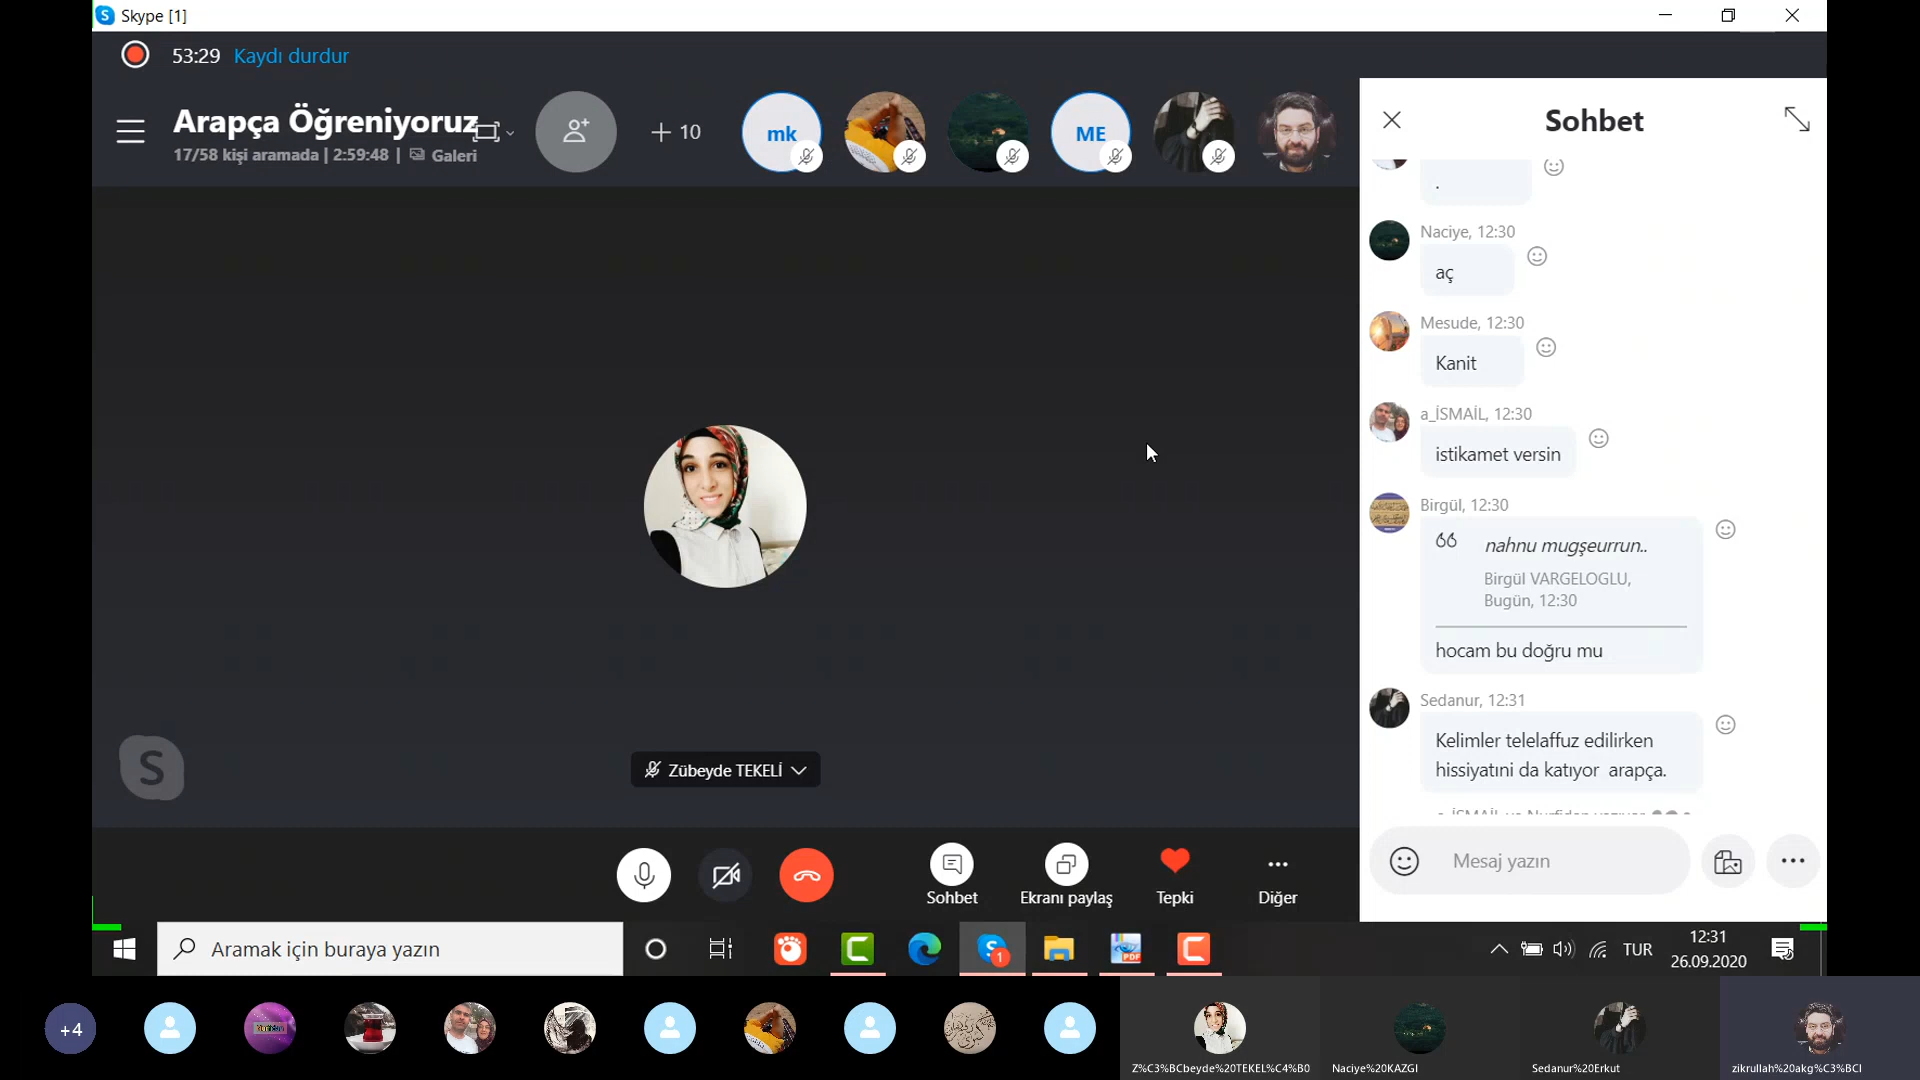 Skype [1]
53:29 Kaydı durdur
Arapça Öğreniyoruz
17/58 kişi aramada | 2:59:48 | Galeri
+ 10
mk
ME
Sohbet
.
Naciye, 12:30
aç
Mesude, 12:30
Kanit
a_İSMAİL, 12:30
istikamet versin
Birgül, 12:30
nahnu mugşeurrun..
Birgül VARGELOGLU,
Bugün, 12:30
hocam bu doğru mu
Sedanur, 12:31
Kelimler telelaffuz edilirken
hissiyatıni da katıyor arapça.
Mesaj yazın
Zübeyde TEKELİ
Sohbet
Ekranı paylaş
Tepki
Diğer
Aramak için buraya yazın
1
PDF
TUR
12:31
26.09.2020
+4
Z%C3%BCbeyde%20TEKEL%C4%B0
Naciye%20KAZGI
Sedanur%20Erkut
zikrullah%20akg%C3%BCl